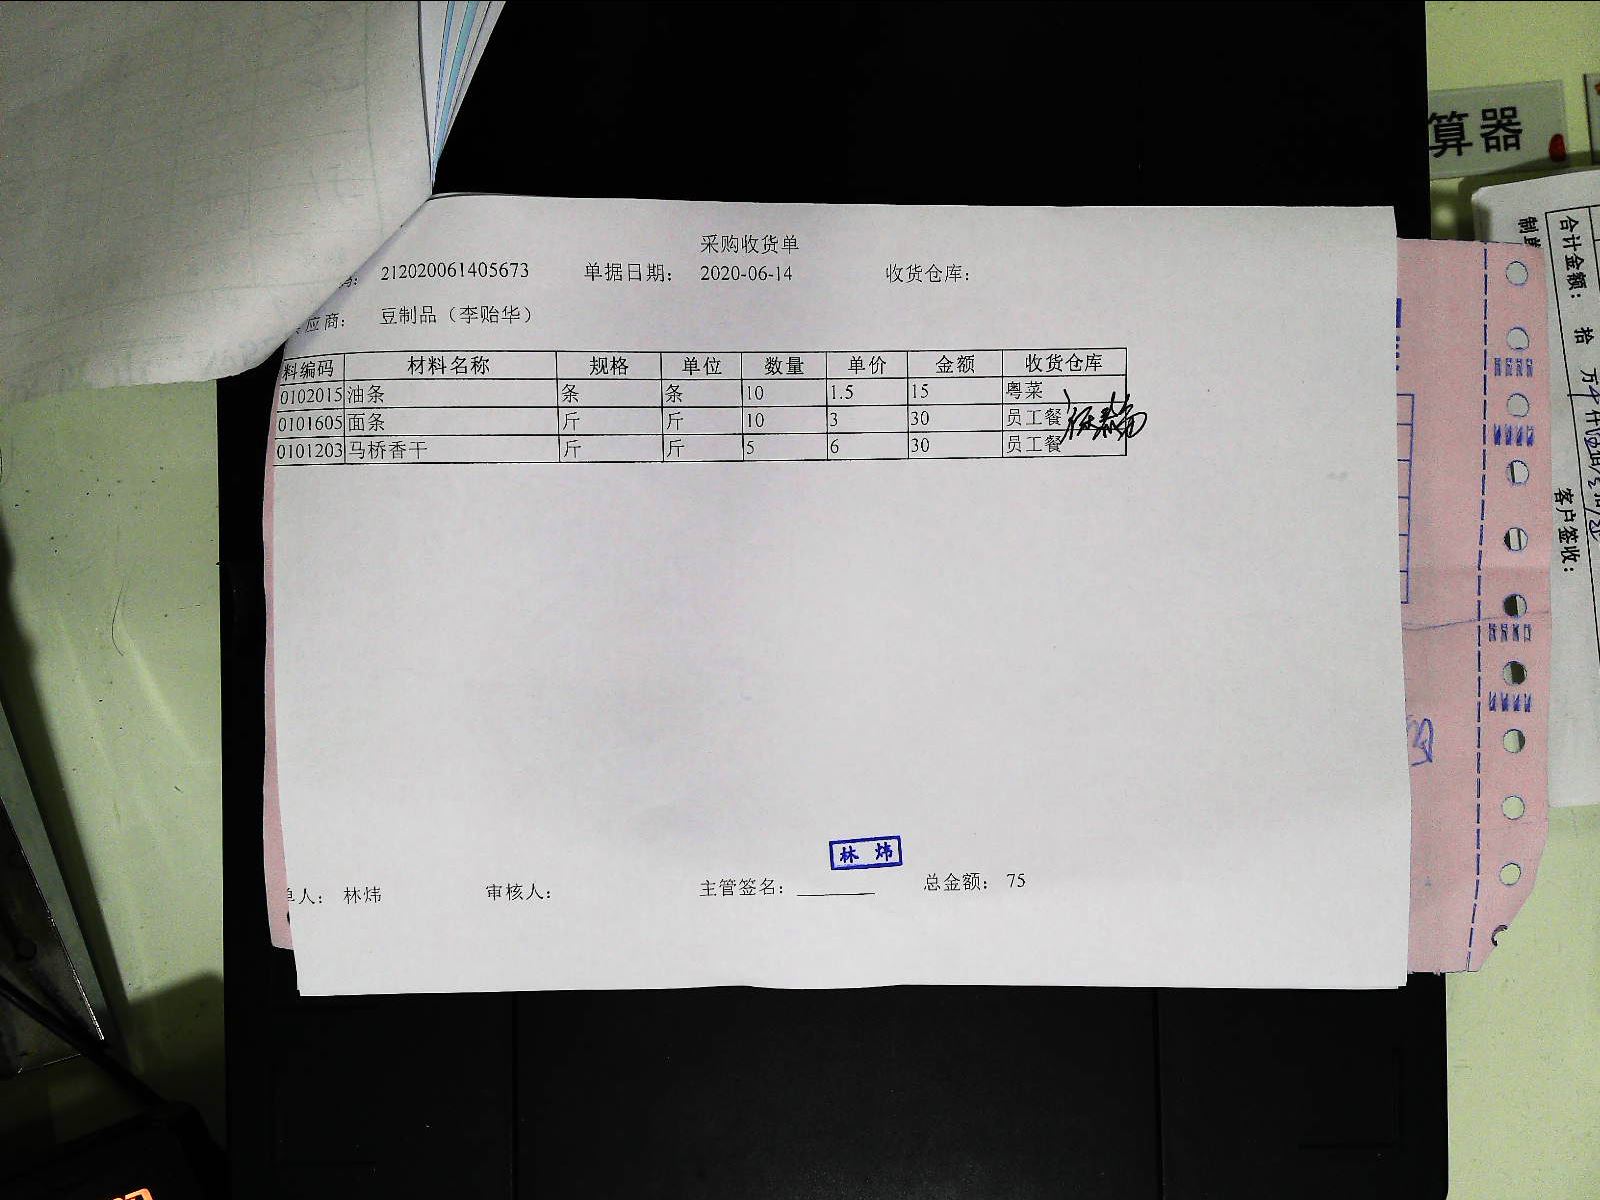 算器
采购收货单
212020061405673 单据日期： 2020-06-14 收货仓库：
应商： 豆制品（李贻华）
料编码 材料名称 规格 单位 数量 单价 金额 收货仓库
0102015 油条 条 条 10 1.5 15 粤菜
0101605 面条 斤 斤 10 3 30 员工餐
0101203 马桥香干 斤 斤 5 6 30 员工餐
林 炜
单人： 林炜 审核人： 主管签名： 总金额： 75
合计金额： 拾 万
客户签收：